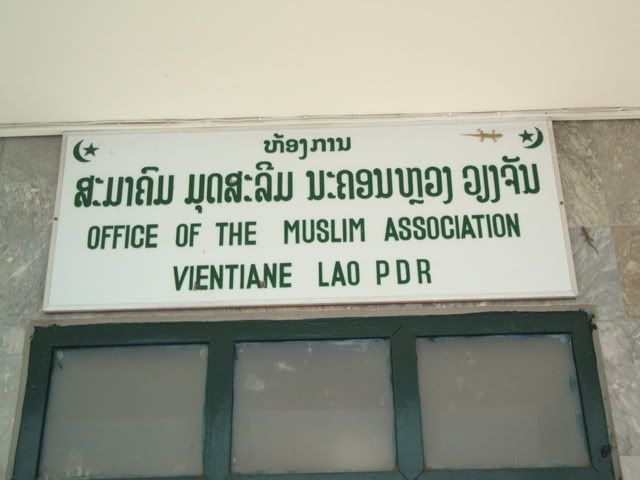 ຫ້ອງການ
ສະມາຄົມ ມຸດສະລີມ ນະຄອນຫຼວງ ວຽງຈັນ
OFFICE OF THE MUSLIM ASSOCIATION
VIENTIANE LAO P D R